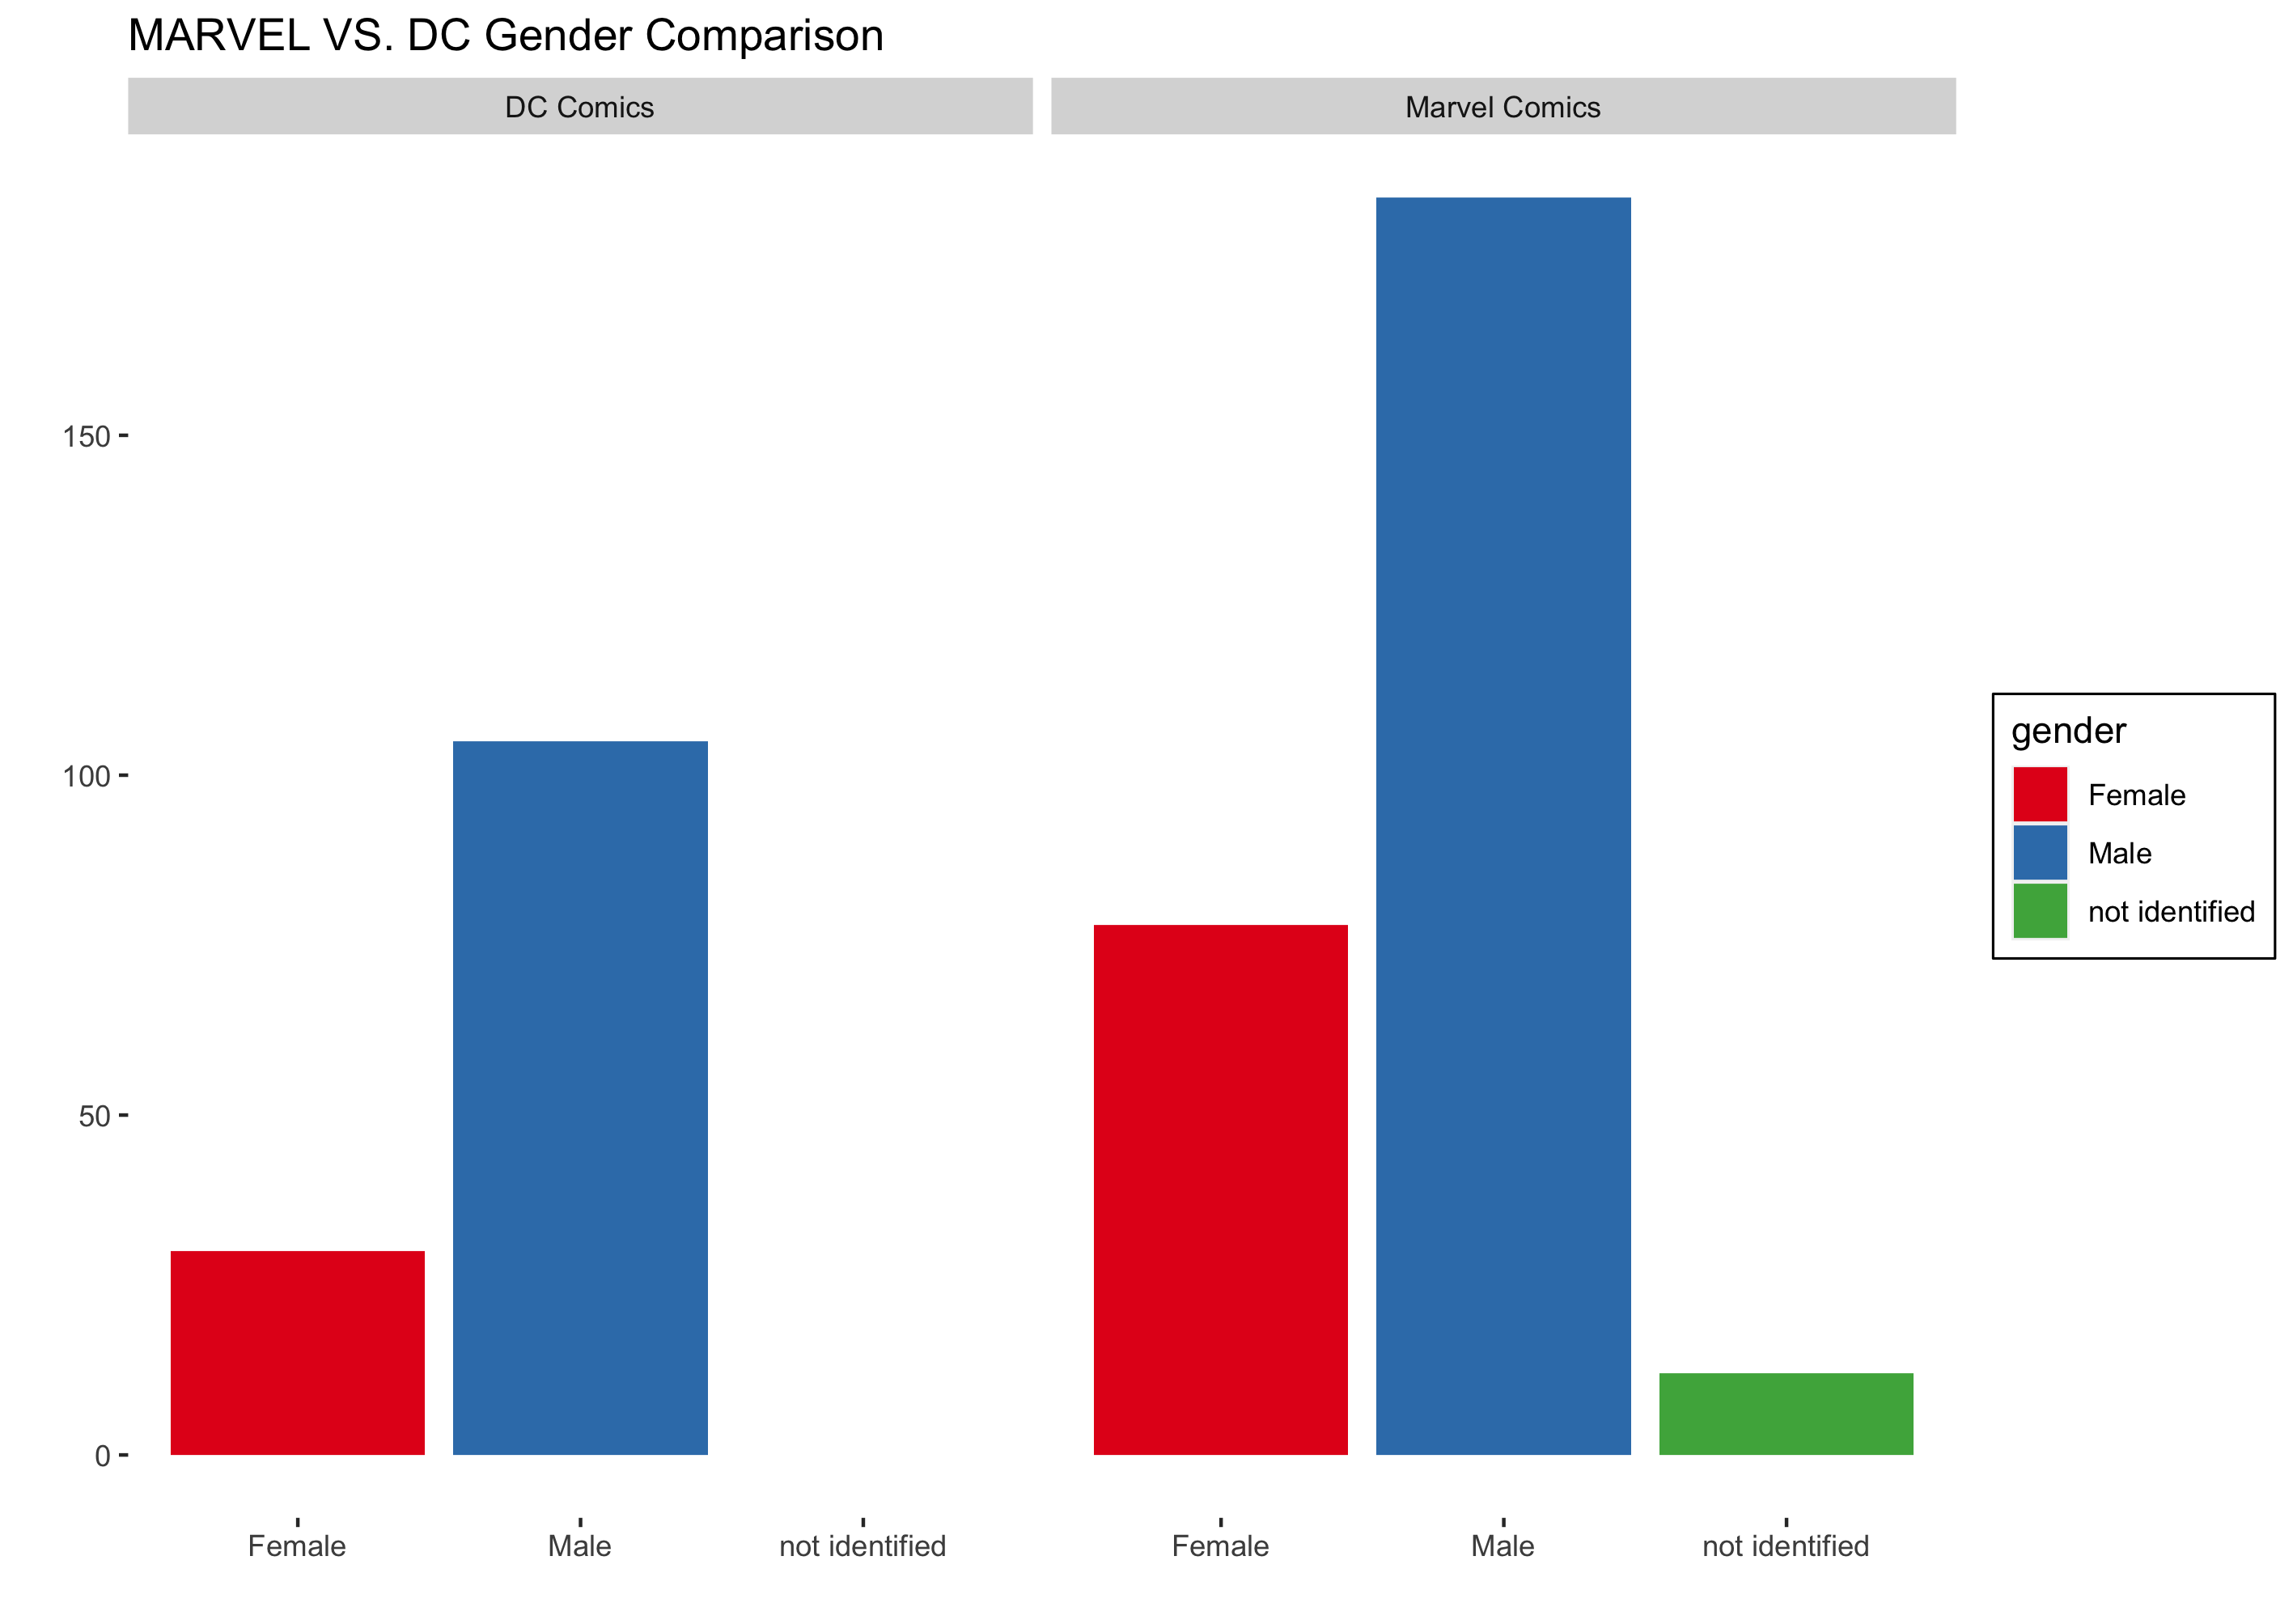 MARVEL VS. DC Gender Comparison
DC Comics
Marvel Comics
150
100
50
0
Female
Male
not identified
Female
Male
not identified
gender
Female
Male
not identified